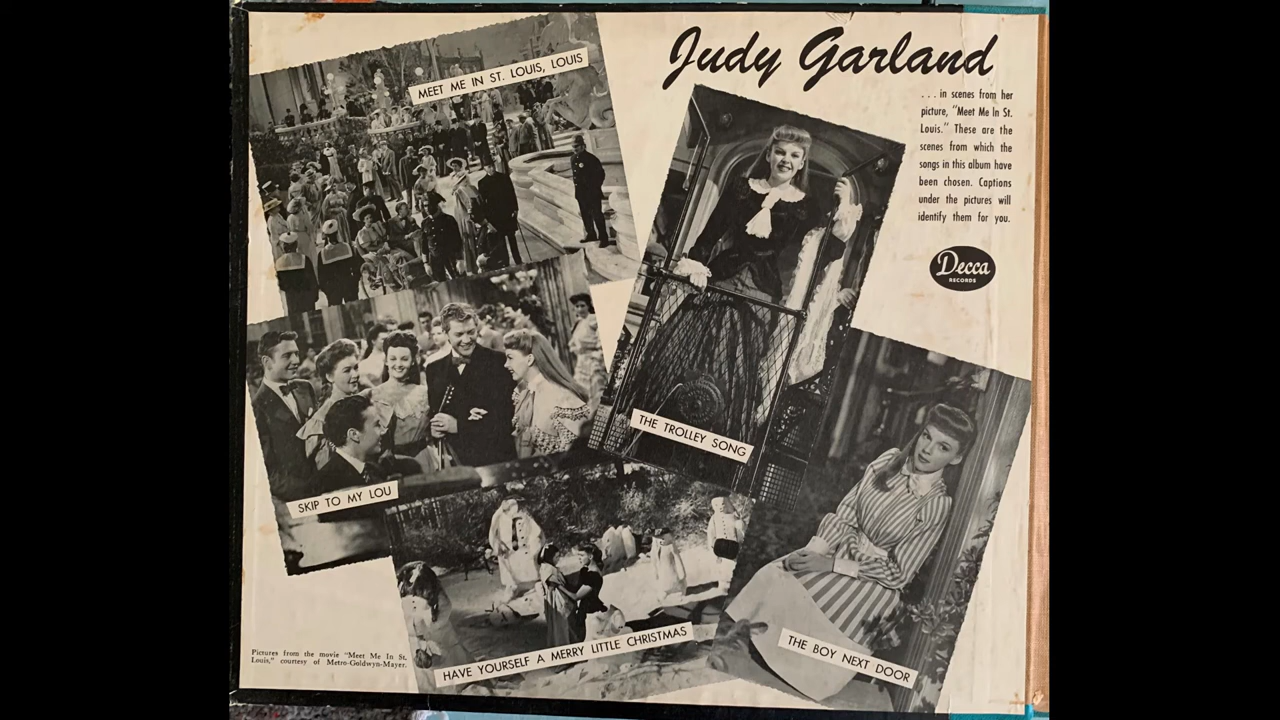 Judy Garland
. . . in scenes from her
picture, "Meet Me In St.
Louis." These are the
scenes from which the
songs in this album have
been chosen. Captions
under the pictures will
identify them for you.
Decca
RECORDS
MEET ME IN ST. LOUIS, LOUIS
THE TROLLEY SONG
SKIP TO MY LOU
HAVE YOURSELF A MERRY LITTLE CHRISTMAS
THE BOY NEXT DOOR
Pictures from the movie "Meet Me In St.
Louis," courtesy of Metro-Goldwyn-Mayer.